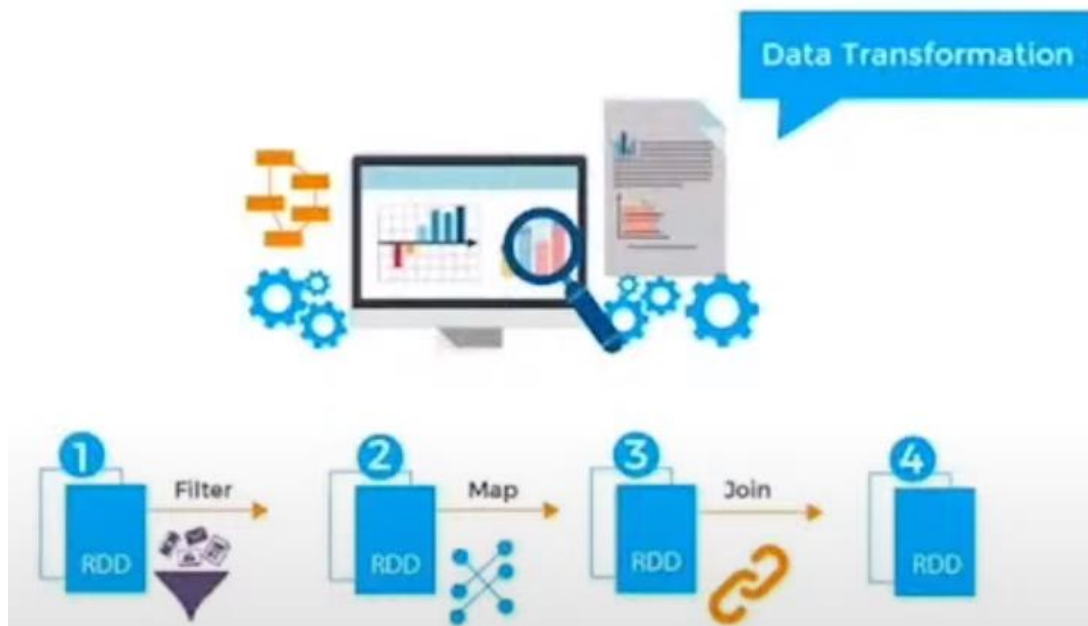 Data Transformation
1
2
3
4
Filter
Map
Join
RDD
RDD
RDD
RDD